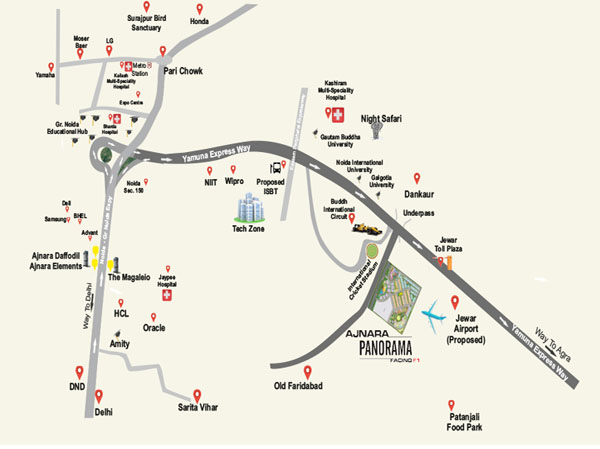 Surajpur Bird
Sanctuary
Honda
Moser
Baer
LG
Yamaha
Kailash
Multi-Speciality
Hospital
Metro
Station
Pari Chowk
Expo Centre
Gr. Noida
Educational Hub
Sharda
Hospital
Kashiram
Multi-Speciality
Hospital
Night Safari
Gautam Buddha
University
Yamuna Express Way
Noida International
University
Galgotia
University
NIIT
Wipro
Proposed
ISBT
Noida
Sec. 150
Dankaur
Underpass
Dell
Samsung
BHEL
Advant
Tech Zone
Buddh
International
Circuit
Jewar
Toll Plaza
Ajnara Daffodil
Ajnara Elements
The Magaleio
Jaypee
Hospital
International
Cricket Stadium
Way To Delhi
HCL
Oracle
Amity
AJNARA
PANORAMA
FACING F1
Jewar
Airport
(Proposed)
Way To Agra
Yamuna Express Way
DND
Delhi
Sarita Vihar
Old Faridabad
Patanjali
Food Park